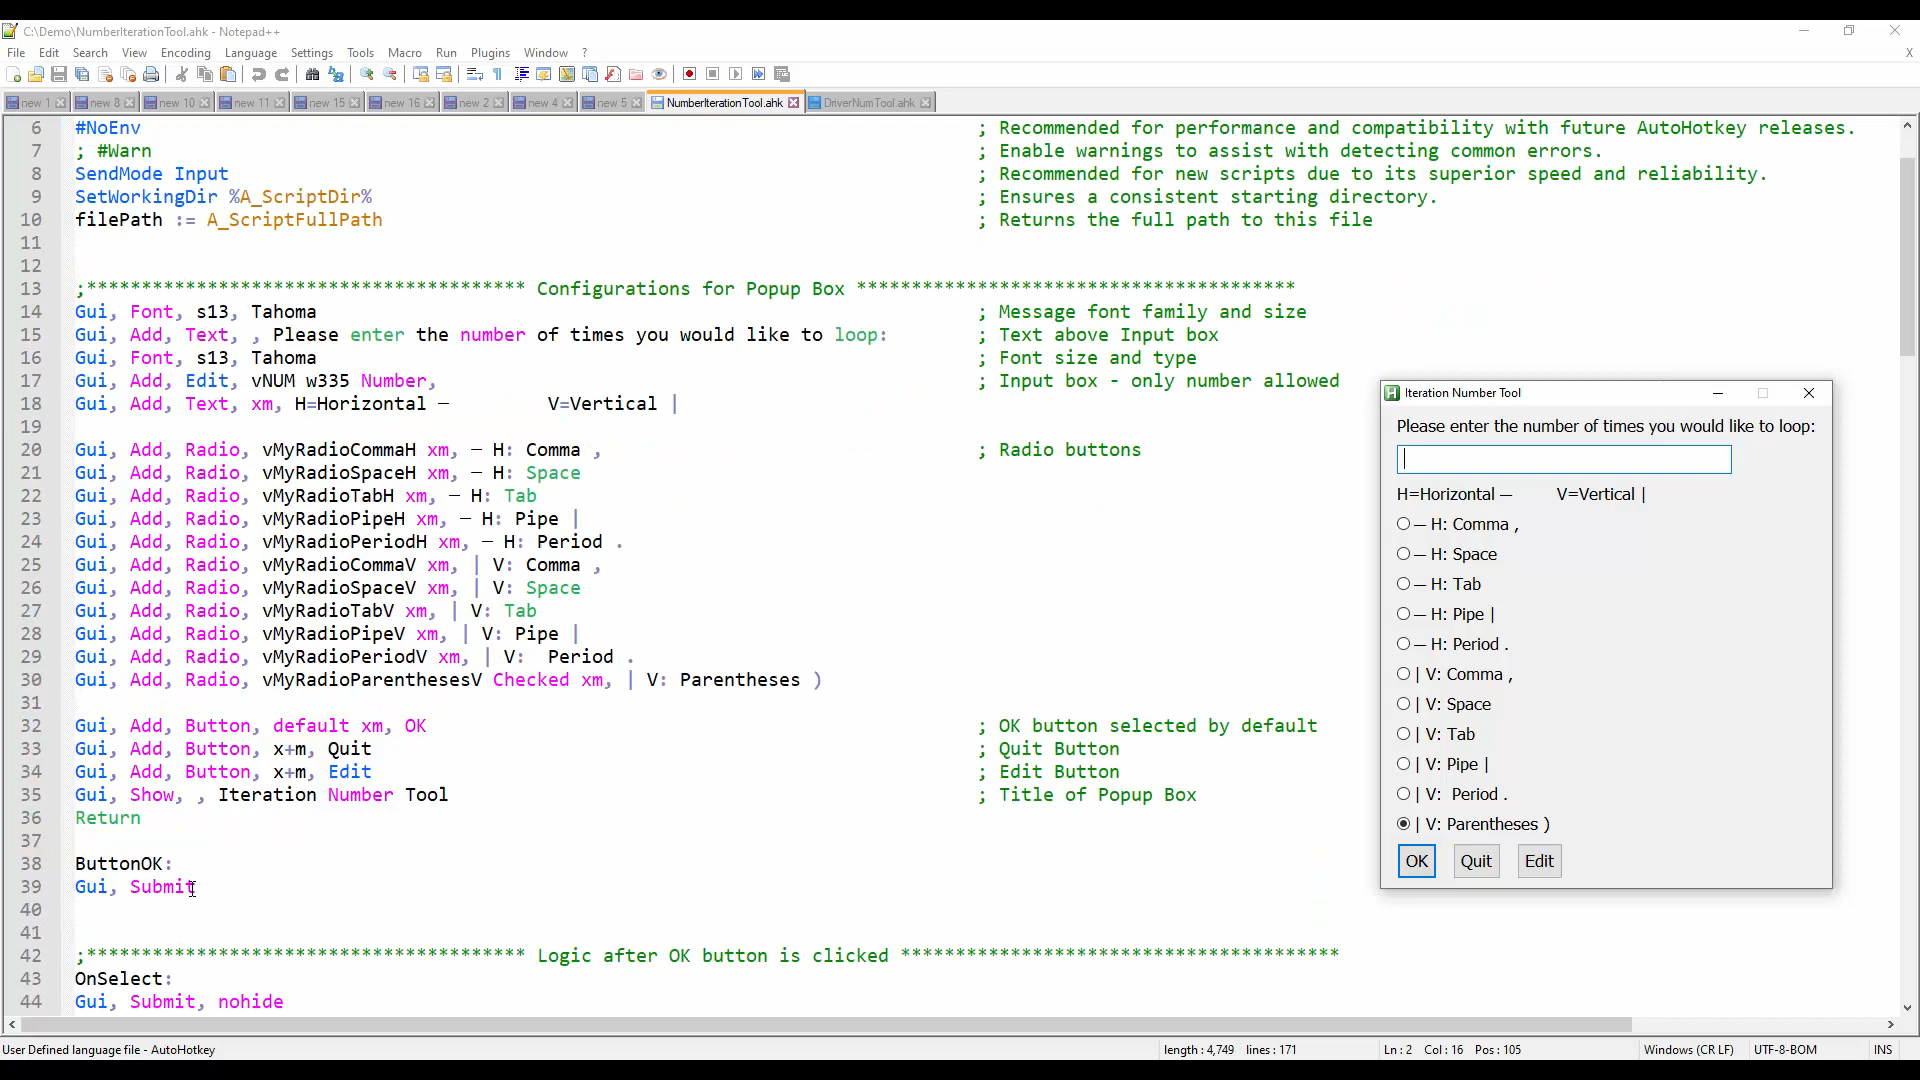 C:\Demo\NumberIterationTool.ahk - Notepad++
File Edit Search View Encoding Language Settings Tools Macro Run Plugins Window ? X
new 1 new 8 new 10 new 11 new 15 new 16 new 2 new 4 new 5 NumberIterationTool.ahk DriverNumTool.ahk
6 #NoEnv ; Recommended for performance and compatibility with future AutoHotkey releases.
7 ; #Warn ; Enable warnings to assist with detecting common errors.
8 SendMode Input ; Recommended for new scripts due to its superior speed and reliability.
9 SetWorkingDir %A_ScriptDir% ; Ensures a consistent starting directory.
10 filePath := A_ScriptFullPath ; Returns the full path to this file
11
12
13 ;**************************************** Configurations for Popup Box ****************************************
14 Gui, Font, s13, Tahoma ; Message font family and size
15 Gui, Add, Text, , Please enter the number of times you would like to loop: ; Text above Input box
16 Gui, Font, s13, Tahoma ; Font size and type
17 Gui, Add, Edit, vNUM w335 Number, ; Input box - only number allowed
18 Gui, Add, Text, xm, H=Horizontal — V=Vertical |
19
20 Gui, Add, Radio, vMyRadioCommaH xm, — H: Comma , ; Radio buttons
21 Gui, Add, Radio, vMyRadioSpaceH xm, — H: Space
22 Gui, Add, Radio, vMyRadioTabH xm, — H: Tab
23 Gui, Add, Radio, vMyRadioPipeH xm, — H: Pipe |
24 Gui, Add, Radio, vMyRadioPeriodH xm, — H: Period .
25 Gui, Add, Radio, vMyRadioCommaV xm, | V: Comma ,
26 Gui, Add, Radio, vMyRadioSpaceV xm, | V: Space
27 Gui, Add, Radio, vMyRadioTabV xm, | V: Tab
28 Gui, Add, Radio, vMyRadioPipeV xm, | V: Pipe |
29 Gui, Add, Radio, vMyRadioPeriodV xm, | V:  Period .
30 Gui, Add, Radio, vMyRadioParenthesesV Checked xm, | V: Parentheses )
31
32 Gui, Add, Button, default xm, OK ; OK button selected by default
33 Gui, Add, Button, x+m, Quit ; Quit Button
34 Gui, Add, Button, x+m, Edit ; Edit Button
35 Gui, Show, , Iteration Number Tool ; Title of Popup Box
36 Return
37
38 ButtonOK:
39 Gui, Submit
40
41
42 ;**************************************** Logic after OK button is clicked ****************************************
43 OnSelect:
44 Gui, Submit, nohide
Iteration Number Tool
Please enter the number of times you would like to loop:
H=Horizontal — V=Vertical |
— H: Comma ,
— H: Space
— H: Tab
— H: Pipe |
— H: Period .
| V: Comma ,
| V: Space
| V: Tab
| V: Pipe |
| V:  Period .
| V: Parentheses )
OK Quit Edit
User Defined language file - AutoHotkey length : 4,749 lines : 171 Ln : 2 Col : 16 Pos : 105 Windows (CR LF) UTF-8-BOM INS